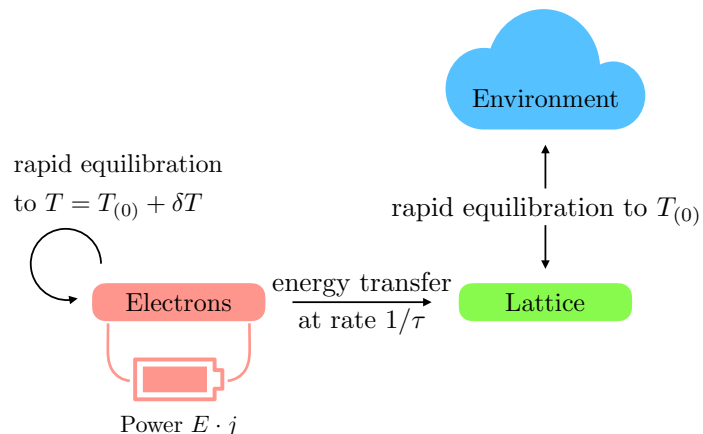 Environment
rapid equilibration
to $T = T_{(0)} + \delta T$
rapid equilibration to $T_{(0)}$
Electrons
energy transfer
at rate $1/\tau$
Lattice
Power $E \cdot j$